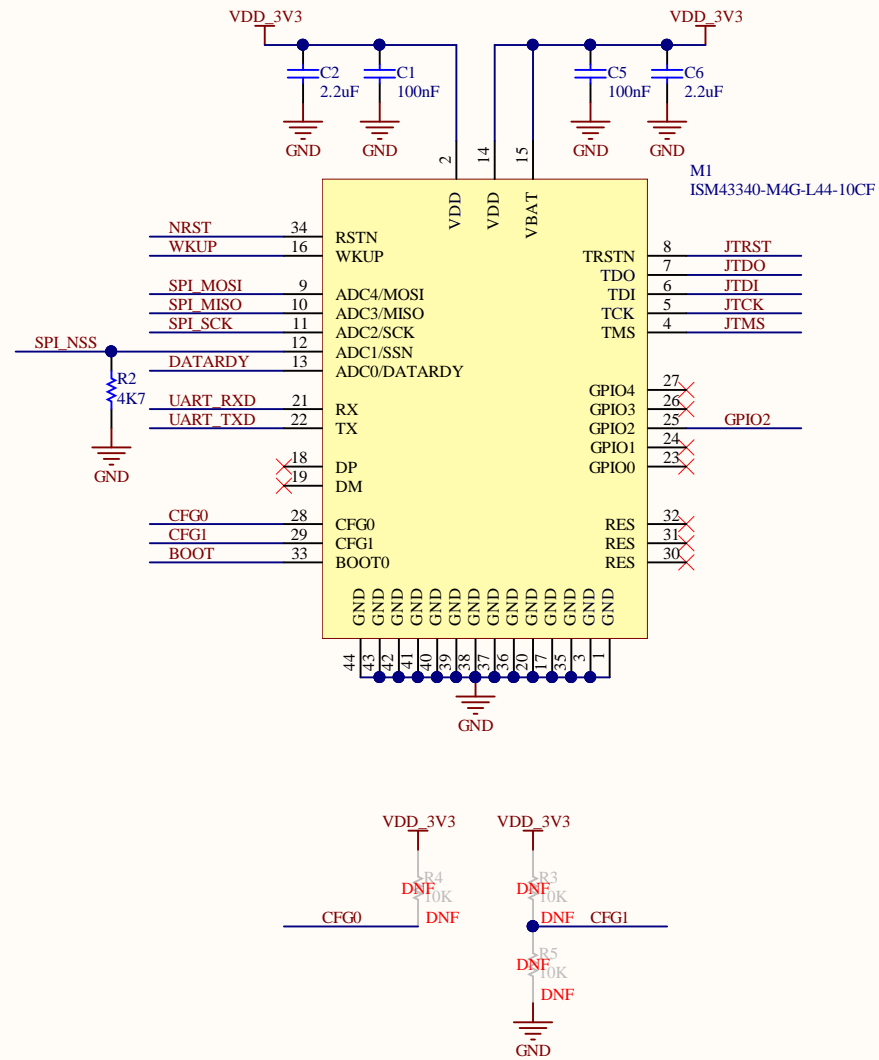 VDD_3V3
VDD_3V3
C2
2.2uF
C1
100nF
C5
100nF
C6
2.2uF
GND
GND
GND
GND
2
14
15
M1
ISM43340-M4G-L44-10CF
VDD
VDD
VBAT
NRST 34 RSTN
WKUP 16 WKUP
TRSTN 8 JTRST
TDO 7 JTDO
SPI_MOSI 9 ADC4/MOSI
TDI 6 JTDI
SPI_MISO 10 ADC3/MISO
TCK 5 JTCK
SPI_SCK 11 ADC2/SCK
TMS 4 JTMS
SPI_NSS 12 ADC1/SSN
DATARDY 13 ADC0/DATARDY
R2
4K7
GND
GPIO4 27
UART_RXD 21 RX
GPIO3 26
UART_TXD 22 TX
GPIO2 25 GPIO2
GPIO1 24
18 DP
GPIO0 23
19 DM
CFG0 28 CFG0
RES 32
CFG1 29 CFG1
RES 31
BOOT 33 BOOT0
RES 30
GND GND GND GND GND GND GND GND GND GND GND GND GND GND
44 43 42 41 40 39 38 37 36 20 17 35 3 1
GND
VDD_3V3
VDD_3V3
R4
DNF
10K
DNF
CFG0
R3
DNF
10K
DNF
CFG1
R5
DNF
10K
DNF
GND